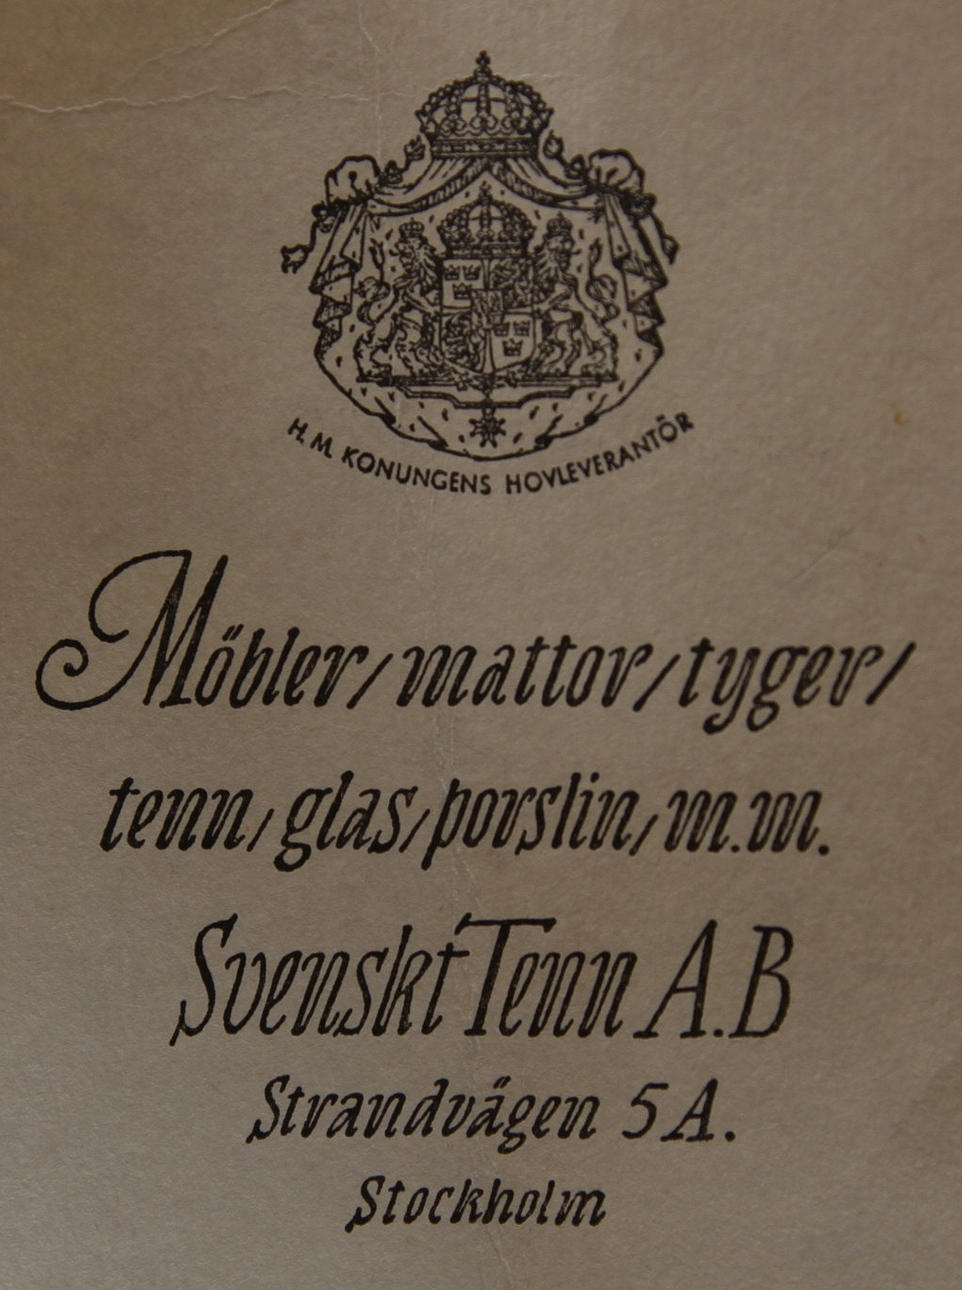 H. M. KONUNGENS HOVLEVERANTÖR
Möbler/mattor/tyger/
tenn/glas/porslin/m.m.
Svenskt Tenn A.B
Strandvägen 5A.
Stockholm